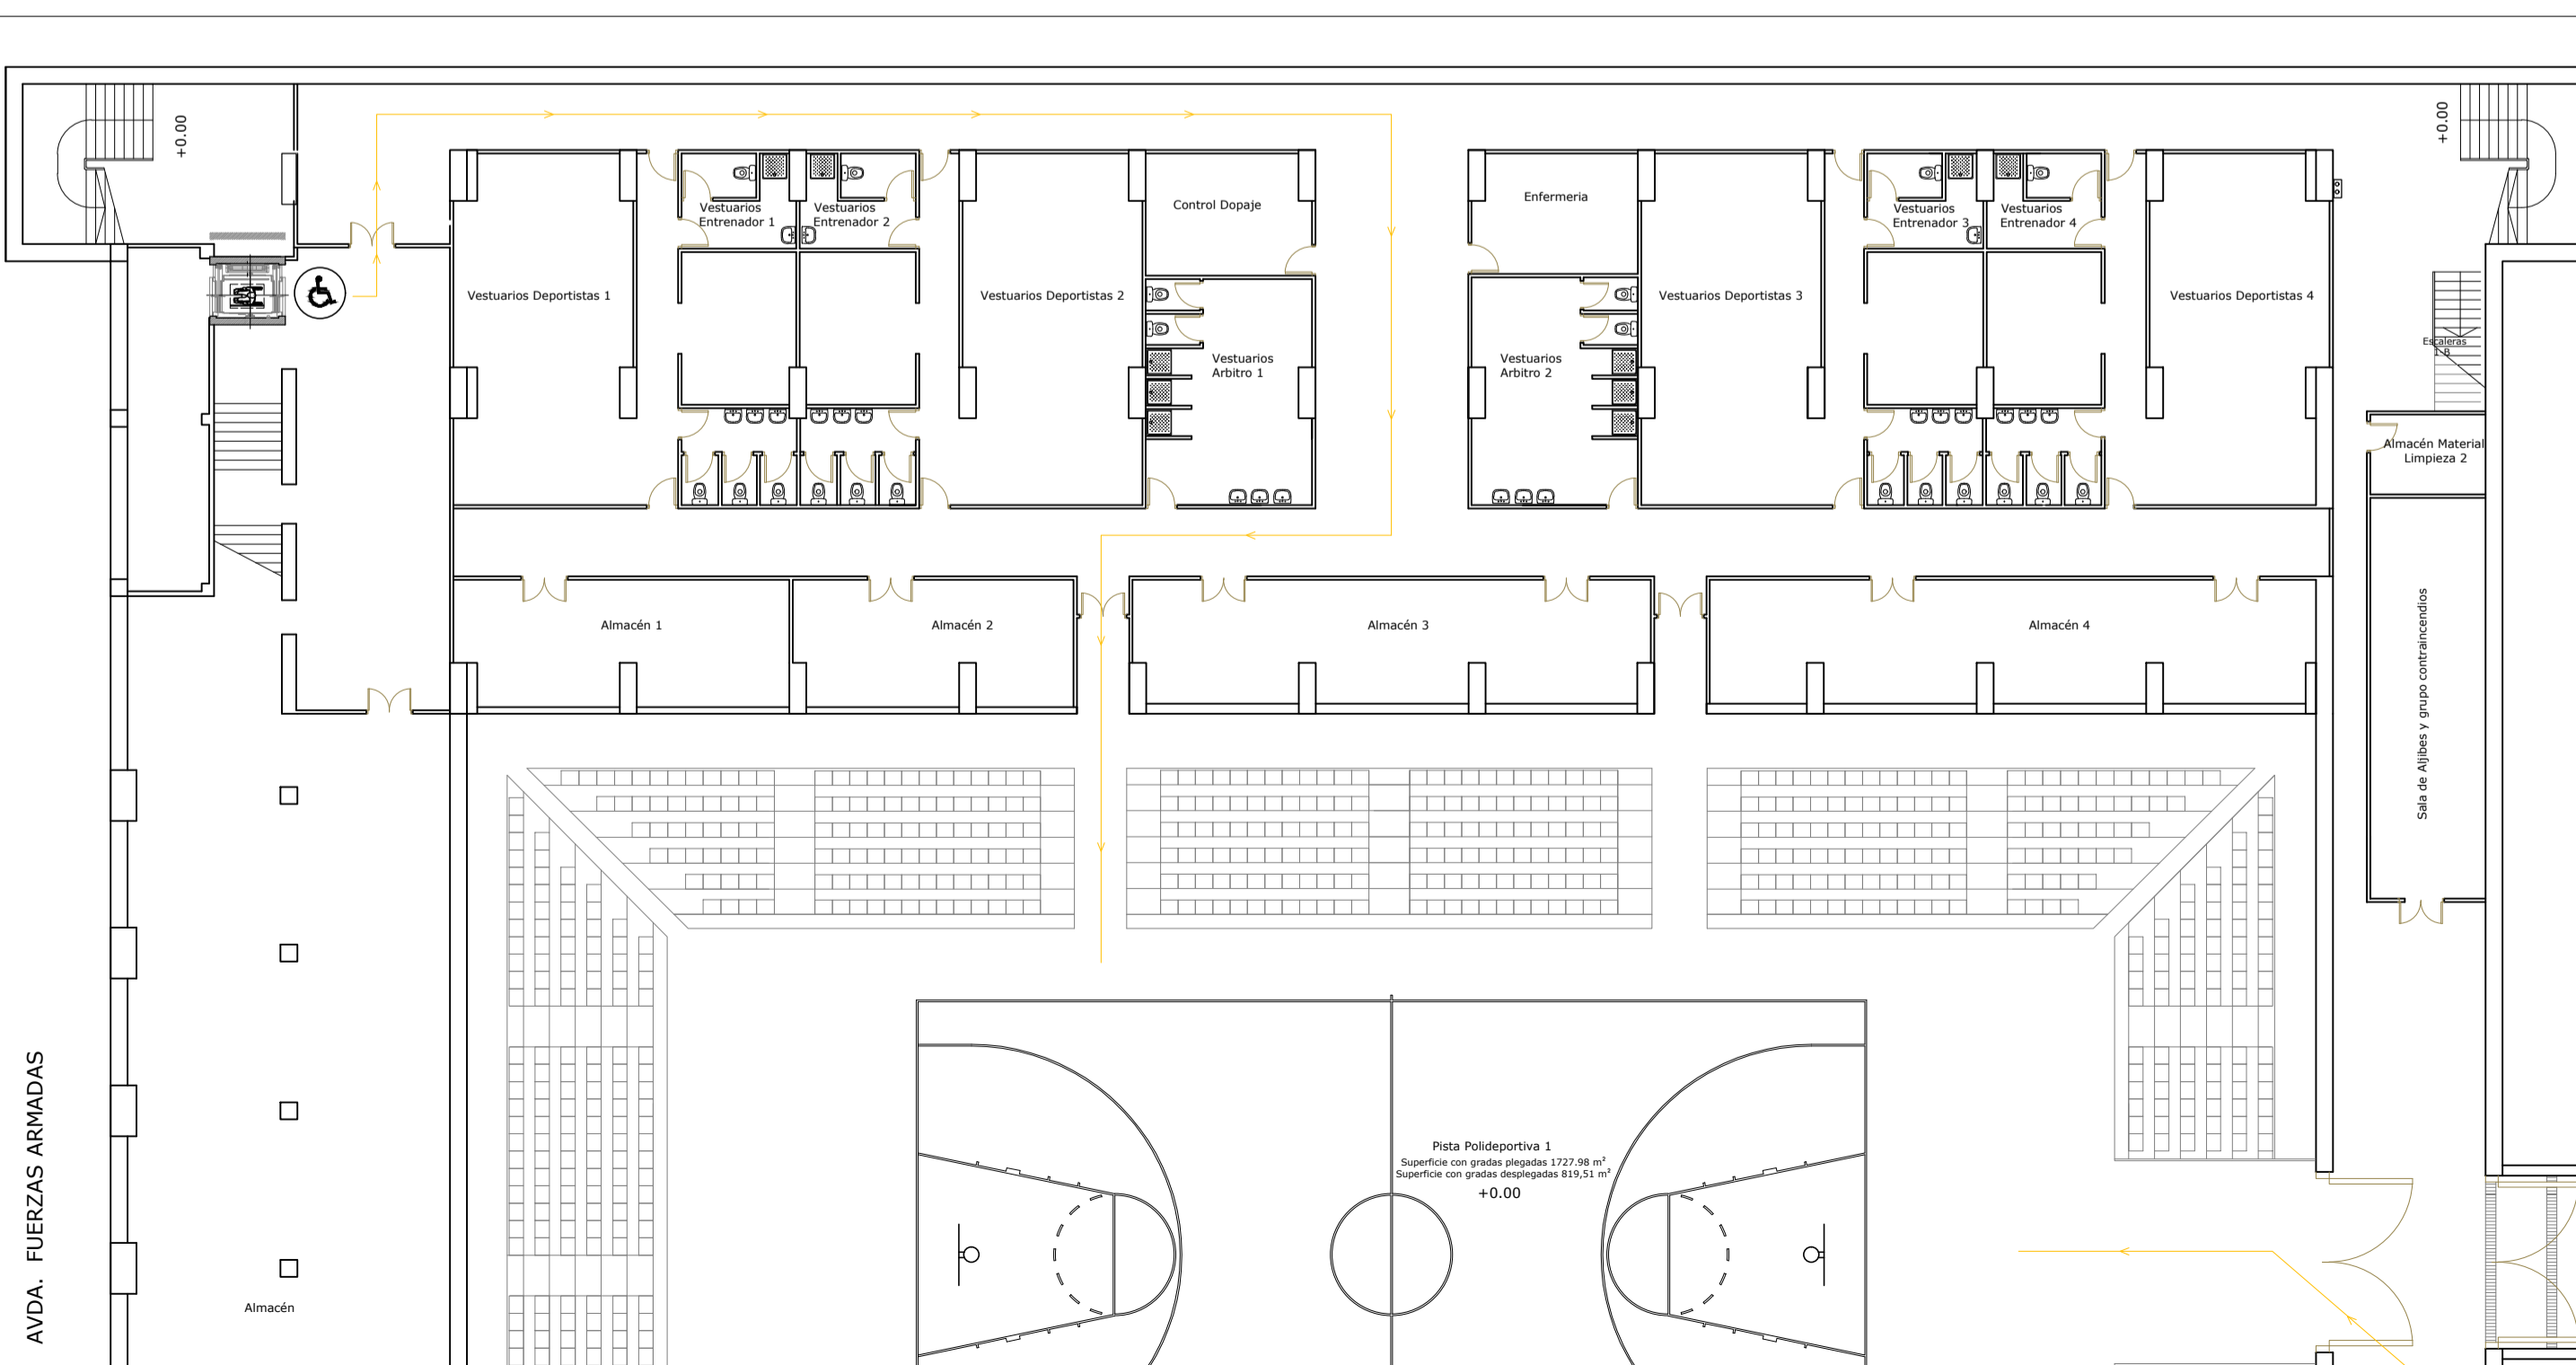 +0.00
+0.00
Vestuarios
Entrenador 1
Vestuarios
Entrenador 2
Control Dopaje
Enfermeria
Vestuarios
Entrenador 3
Vestuarios
Entrenador 4
Vestuarios Deportistas 1
Vestuarios Deportistas 2
Vestuarios Deportistas 3
Vestuarios Deportistas 4
Vestuarios
Arbitro 1
Vestuarios
Arbitro 2
Escaleras
1-B
Almacén Material
Limpieza 2
Almacén 1
Almacén 2
Almacén 3
Almacén 4
Sala de Aljibes y grupo contraincendios
Pista Polideportiva 1
Superficie con gradas plegadas 1727.98 m²
Superficie con gradas desplegadas 819,51 m²
+0.00
AVDA. FUERZAS ARMADAS
Almacén